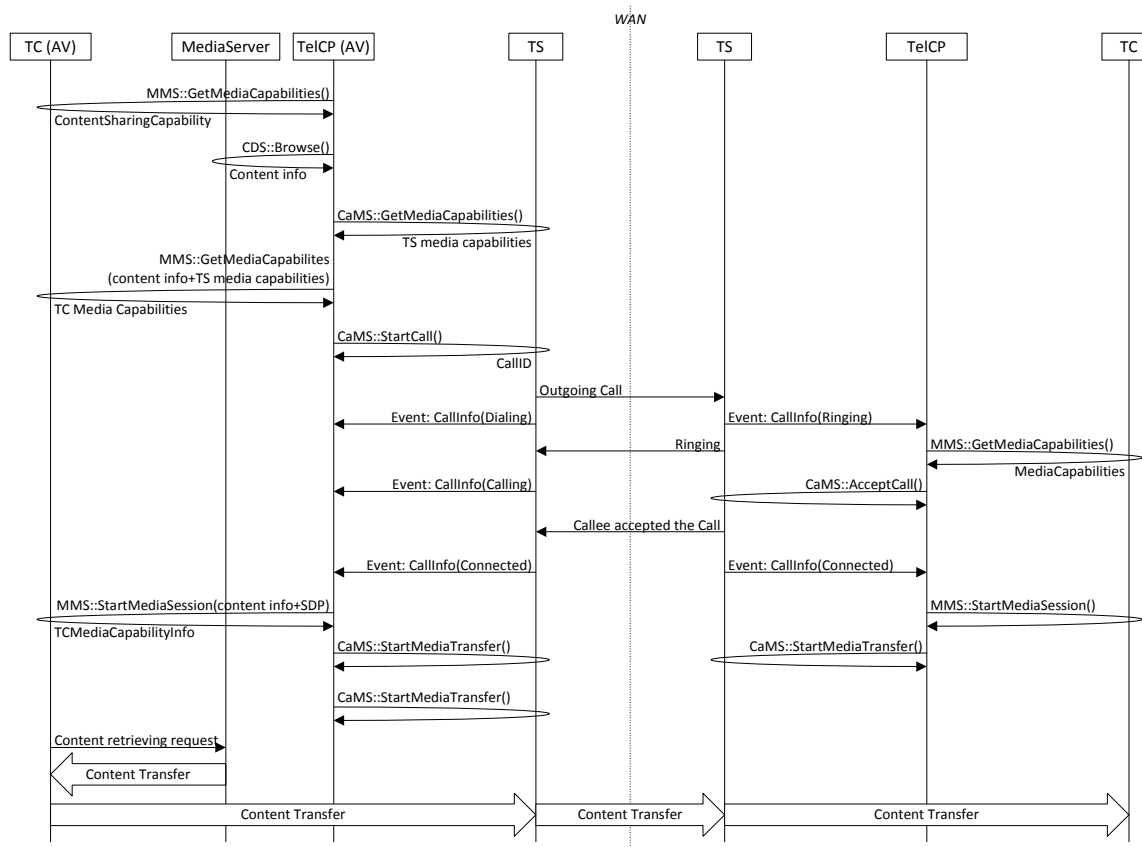 WAN
TC (AV)
MediaServer
TelCP (AV)
TS
TS
TelCP
TC
MMS::GetMediaCapabilities()
ContentSharingCapability
CDS::Browse()
Content info
CaMS::GetMediaCapabilities()
TS media capabilities
MMS::GetMediaCapabilites
(content info+TS media capabilities)
TC Media Capabilities
CaMS::StartCall()
CallID
Outgoing Call
Event: CallInfo(Dialing)
Event: CallInfo(Ringing)
Ringing
MMS::GetMediaCapabilities()
MediaCapabilities
Event: CallInfo(Calling)
CaMS::AcceptCall()
Callee accepted the Call
Event: CallInfo(Connected)
Event: CallInfo(Connected)
MMS::StartMediaSession(content info+SDP)
MMS::StartMediaSession()
TCMediaCapabilityInfo
CaMS::StartMediaTransfer()
CaMS::StartMediaTransfer()
CaMS::StartMediaTransfer()
Content retrieving request
Content Transfer
Content Transfer
Content Transfer
Content Transfer